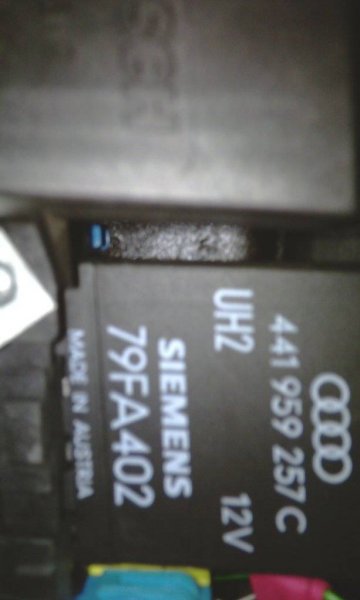 441 959 257 C
UH2 12V
SIEMENS
79FA402
MADE IN AUSTRIA